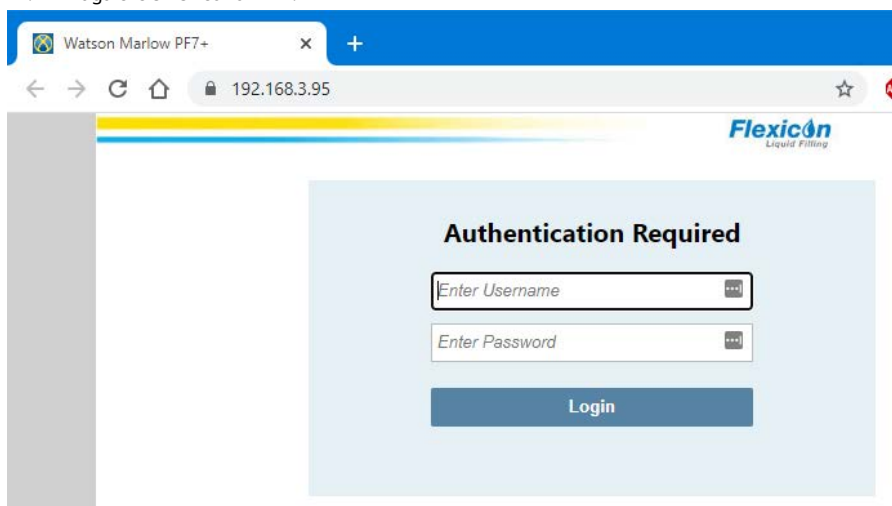 Watson Marlow PF7+
192.168.3.95
Flexicon
Liquid Filling
Authentication Required
Enter Username
Enter Password
Login